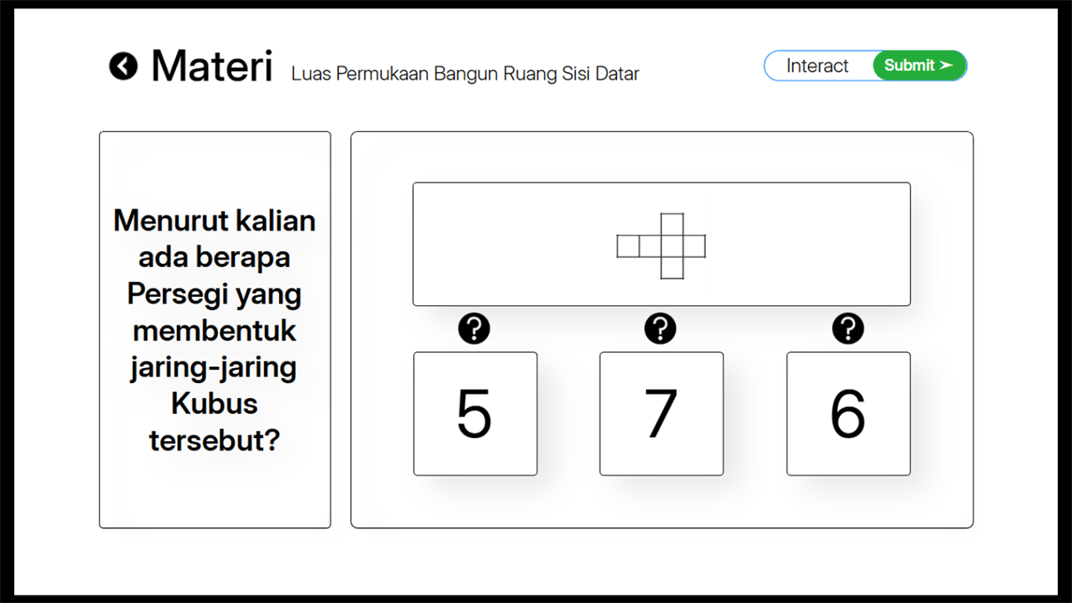 Materi
Luas Permukaan Bangun Ruang Sisi Datar
Interact
Submit ➢
Menurut kalian
ada berapa
Persegi yang
membentuk
jaring-jaring
Kubus
tersebut?
? ? ?
5 7 6